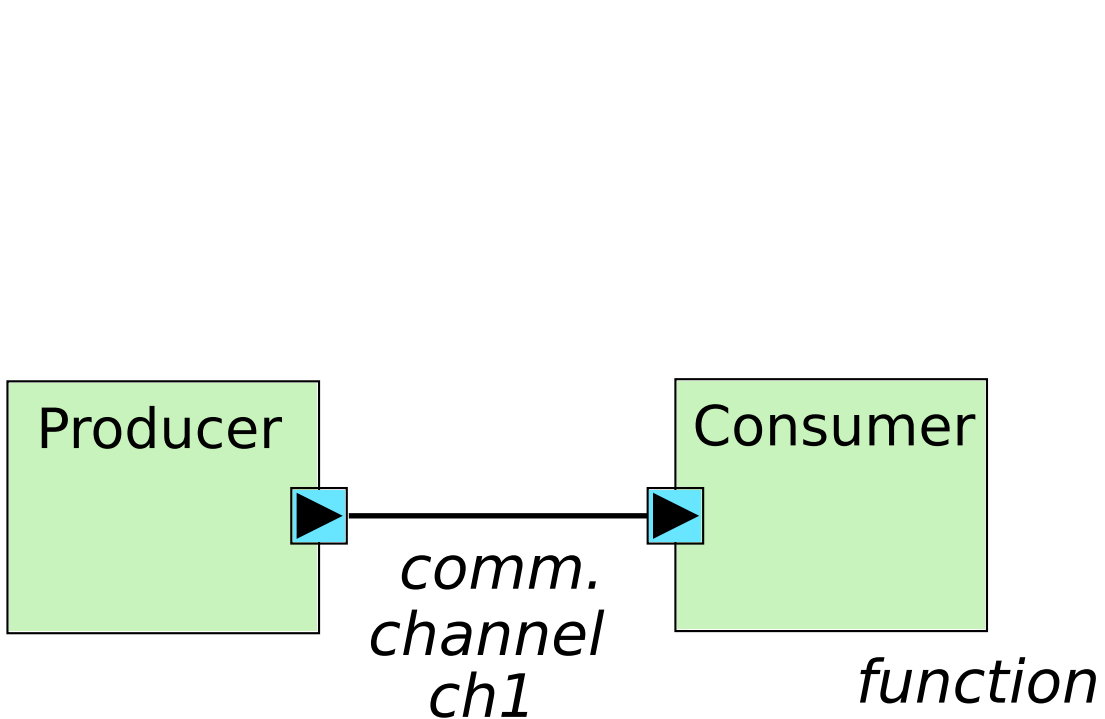 Producer
Consumer
comm.
channel
ch1
function